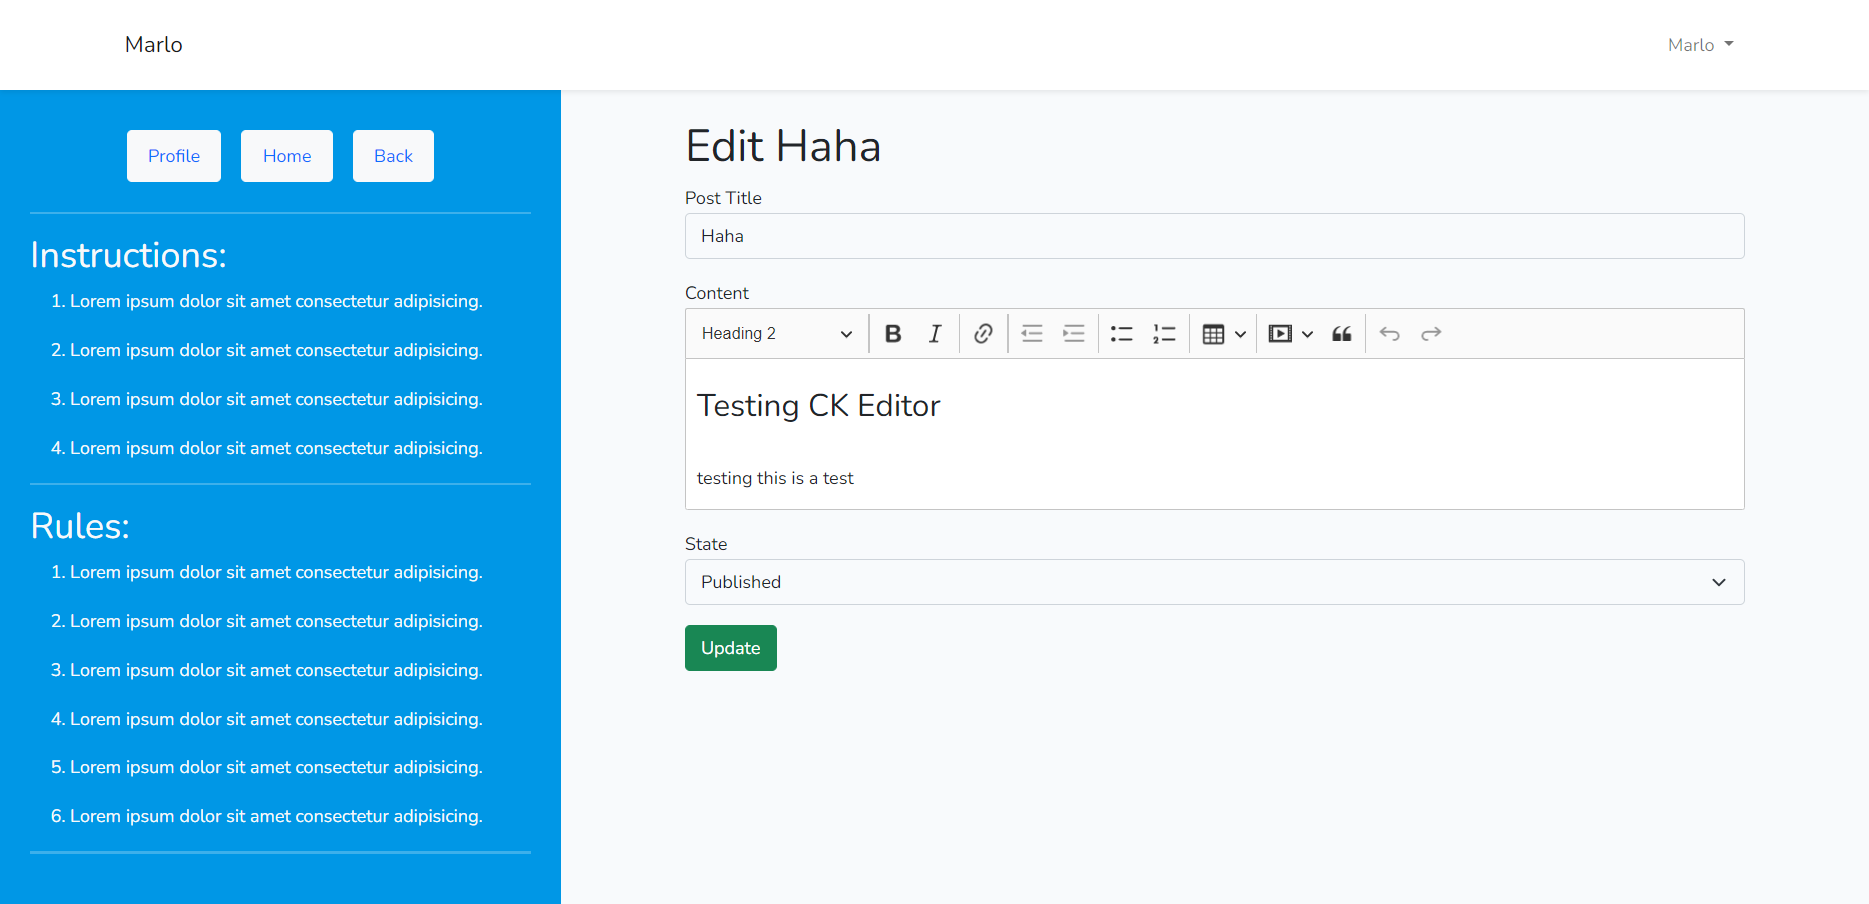 Marlo
Marlo
Profile Home Back
Instructions:
1. Lorem ipsum dolor sit amet consectetur adipisicing.
2. Lorem ipsum dolor sit amet consectetur adipisicing.
3. Lorem ipsum dolor sit amet consectetur adipisicing.
4. Lorem ipsum dolor sit amet consectetur adipisicing.
Rules:
1. Lorem ipsum dolor sit amet consectetur adipisicing.
2. Lorem ipsum dolor sit amet consectetur adipisicing.
3. Lorem ipsum dolor sit amet consectetur adipisicing.
4. Lorem ipsum dolor sit amet consectetur adipisicing.
5. Lorem ipsum dolor sit amet consectetur adipisicing.
6. Lorem ipsum dolor sit amet consectetur adipisicing.
Edit Haha
Post Title
Haha
Content
Heading 2
Testing CK Editor
testing this is a test
State
Published
Update